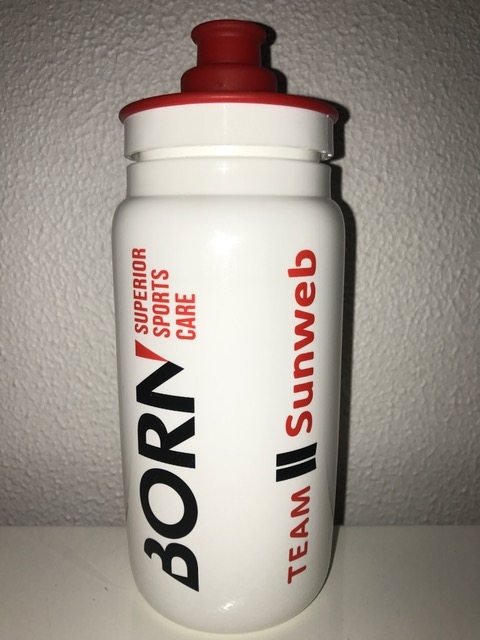 BORN
SUPERIOR
SPORTS
CARE
TEAM Sunweb